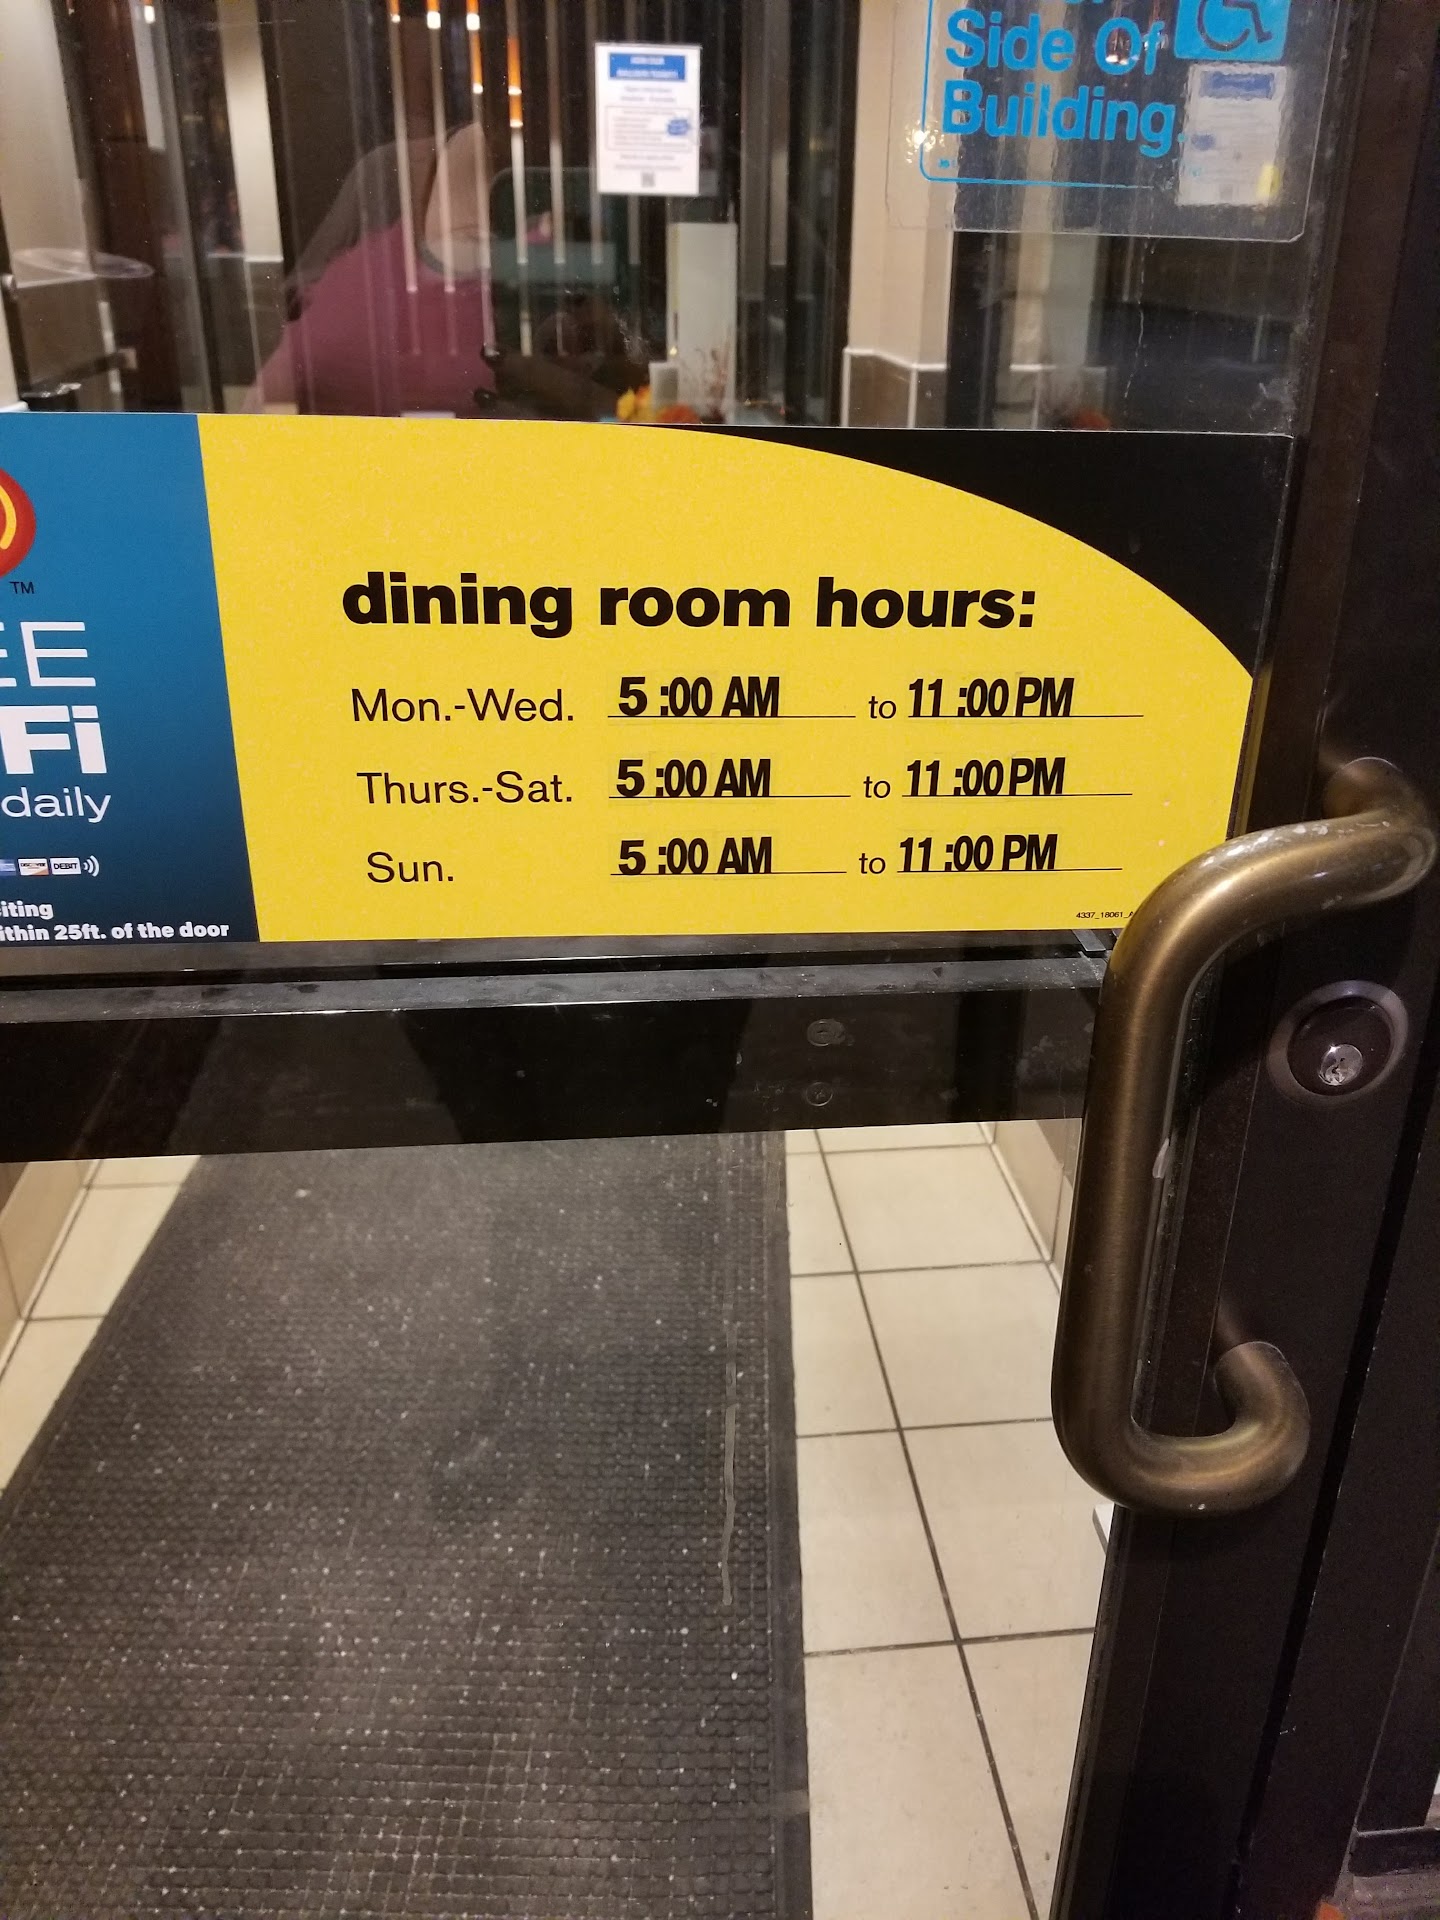 Side Of
Building.
TM
EE
Fi
daily
DISCOVER DEBIT
dining room hours:
Mon.-Wed. 5 :00 AM to 11 :00 PM
Thurs.-Sat. 5 :00 AM to 11 :00 PM
Sun. 5 :00 AM to 11 :00 PM
4337_18061_A
iting
ithin 25ft. of the door